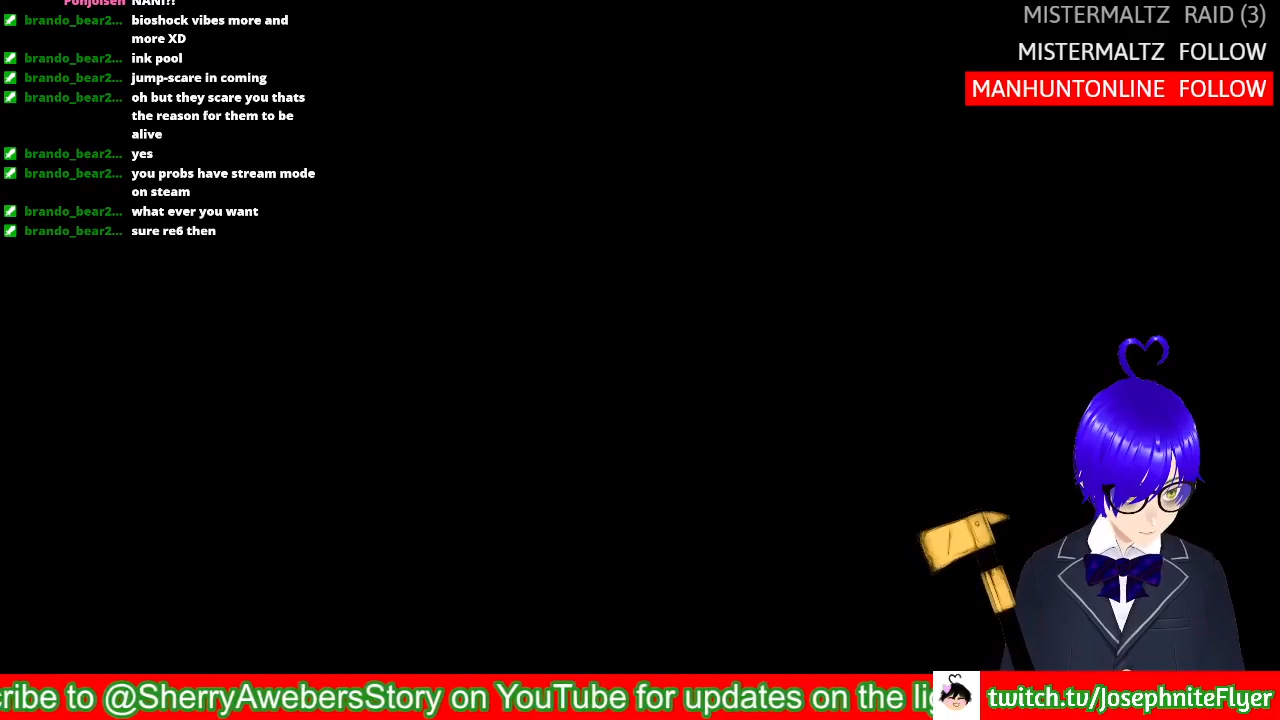 Ponjoisen NANI?!
brando_bear2... bioshock vibes more and
more XD
brando_bear2... ink pool
brando_bear2... jump-scare in coming
brando_bear2... oh but they scare you thats
the reason for them to be
alive
brando_bear2... yes
brando_bear2... you probs have stream mode
on steam
brando_bear2... what ever you want
brando_bear2... sure re6 then
MISTERMALTZ RAID (3)
MISTERMALTZ FOLLOW
MANHUNTONLINE FOLLOW
cribe to @SherryAwebersStory on YouTube for updates on the lig
twitch.tv/JosephniteFlyer